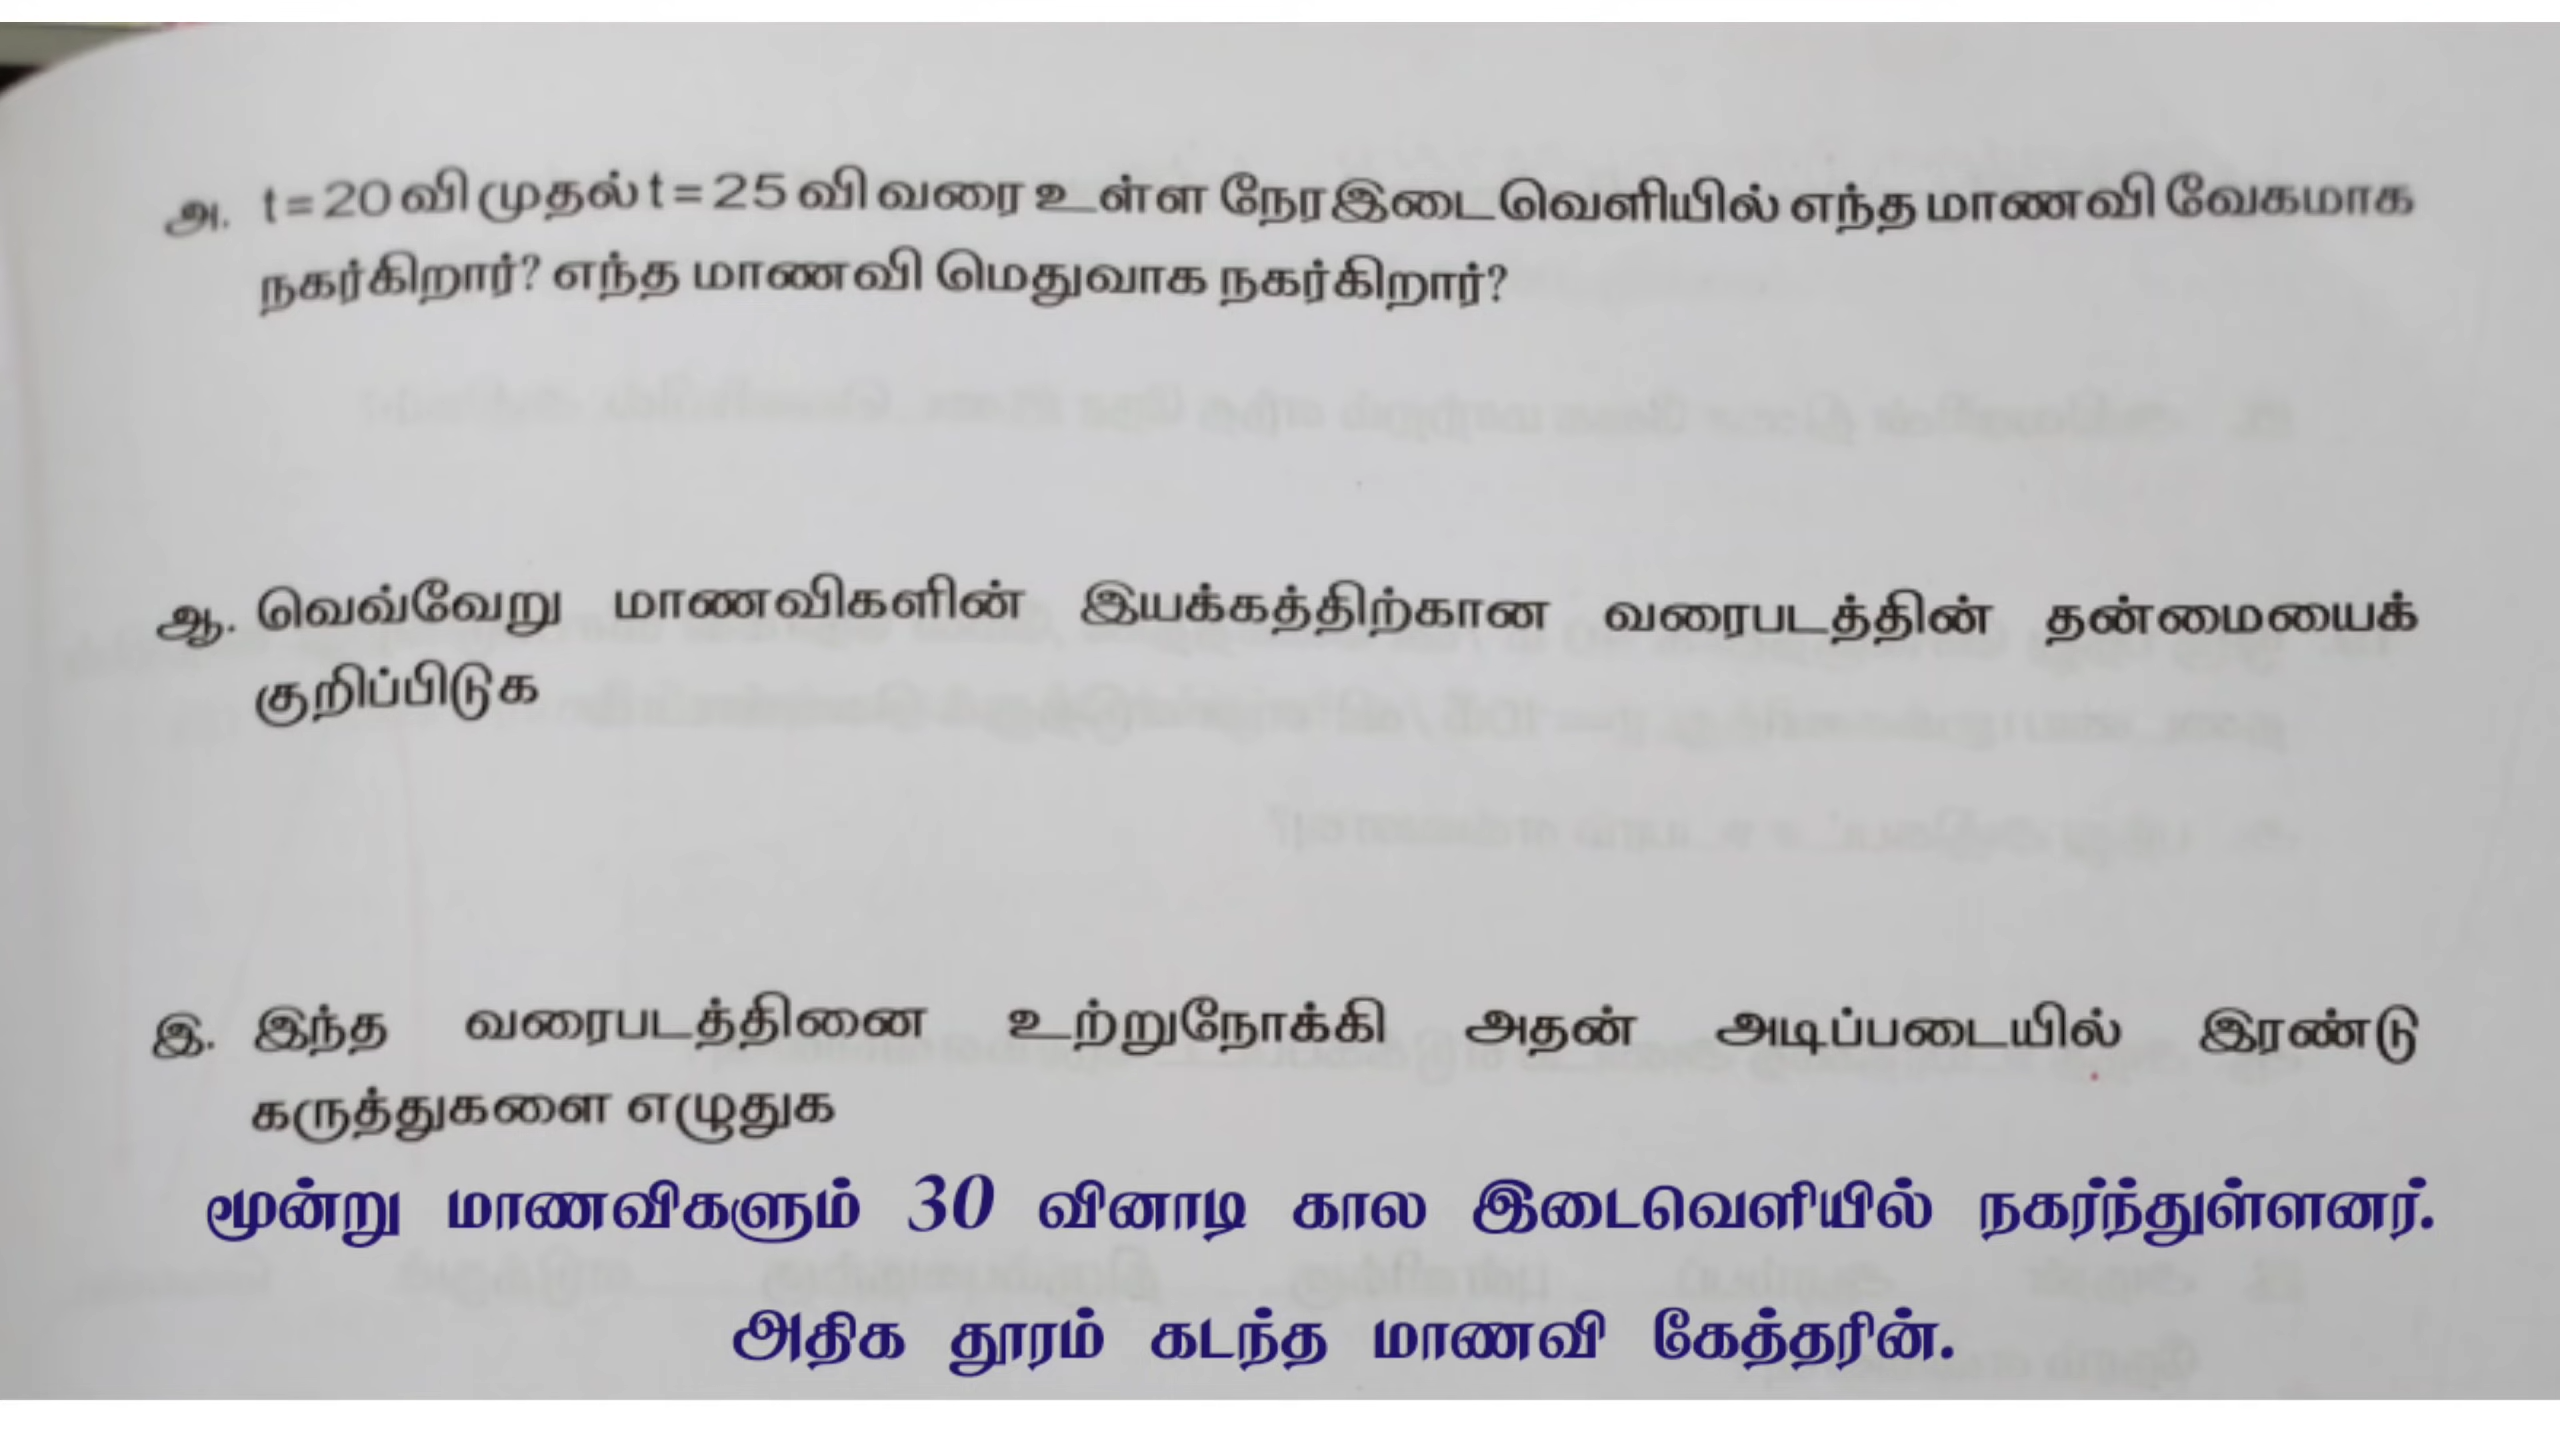 அ. t = 20 வி முதல் t = 25 வி வரை உள்ள நேர இடைவெளியில் எந்த மாணவி வேகமாக
நகர்கிறார்? எந்த மாணவி மெதுவாக நகர்கிறார்?
ஆ. வெவ்வேறு மாணவிகளின் இயக்கத்திற்கான வரைபடத்தின் தன்மையைக்
குறிப்பிடுக
இ. இந்த வரைபடத்தினை உற்றுநோக்கி அதன் அடிப்படையில் இரண்டு
கருத்துகளை எழுதுக
மூன்று மாணவிகளும் 30 வினாடி கால இடைவெளியில் நகர்ந்துள்ளனர்.
அதிக தூரம் கடந்த மாணவி கேத்தரின்.